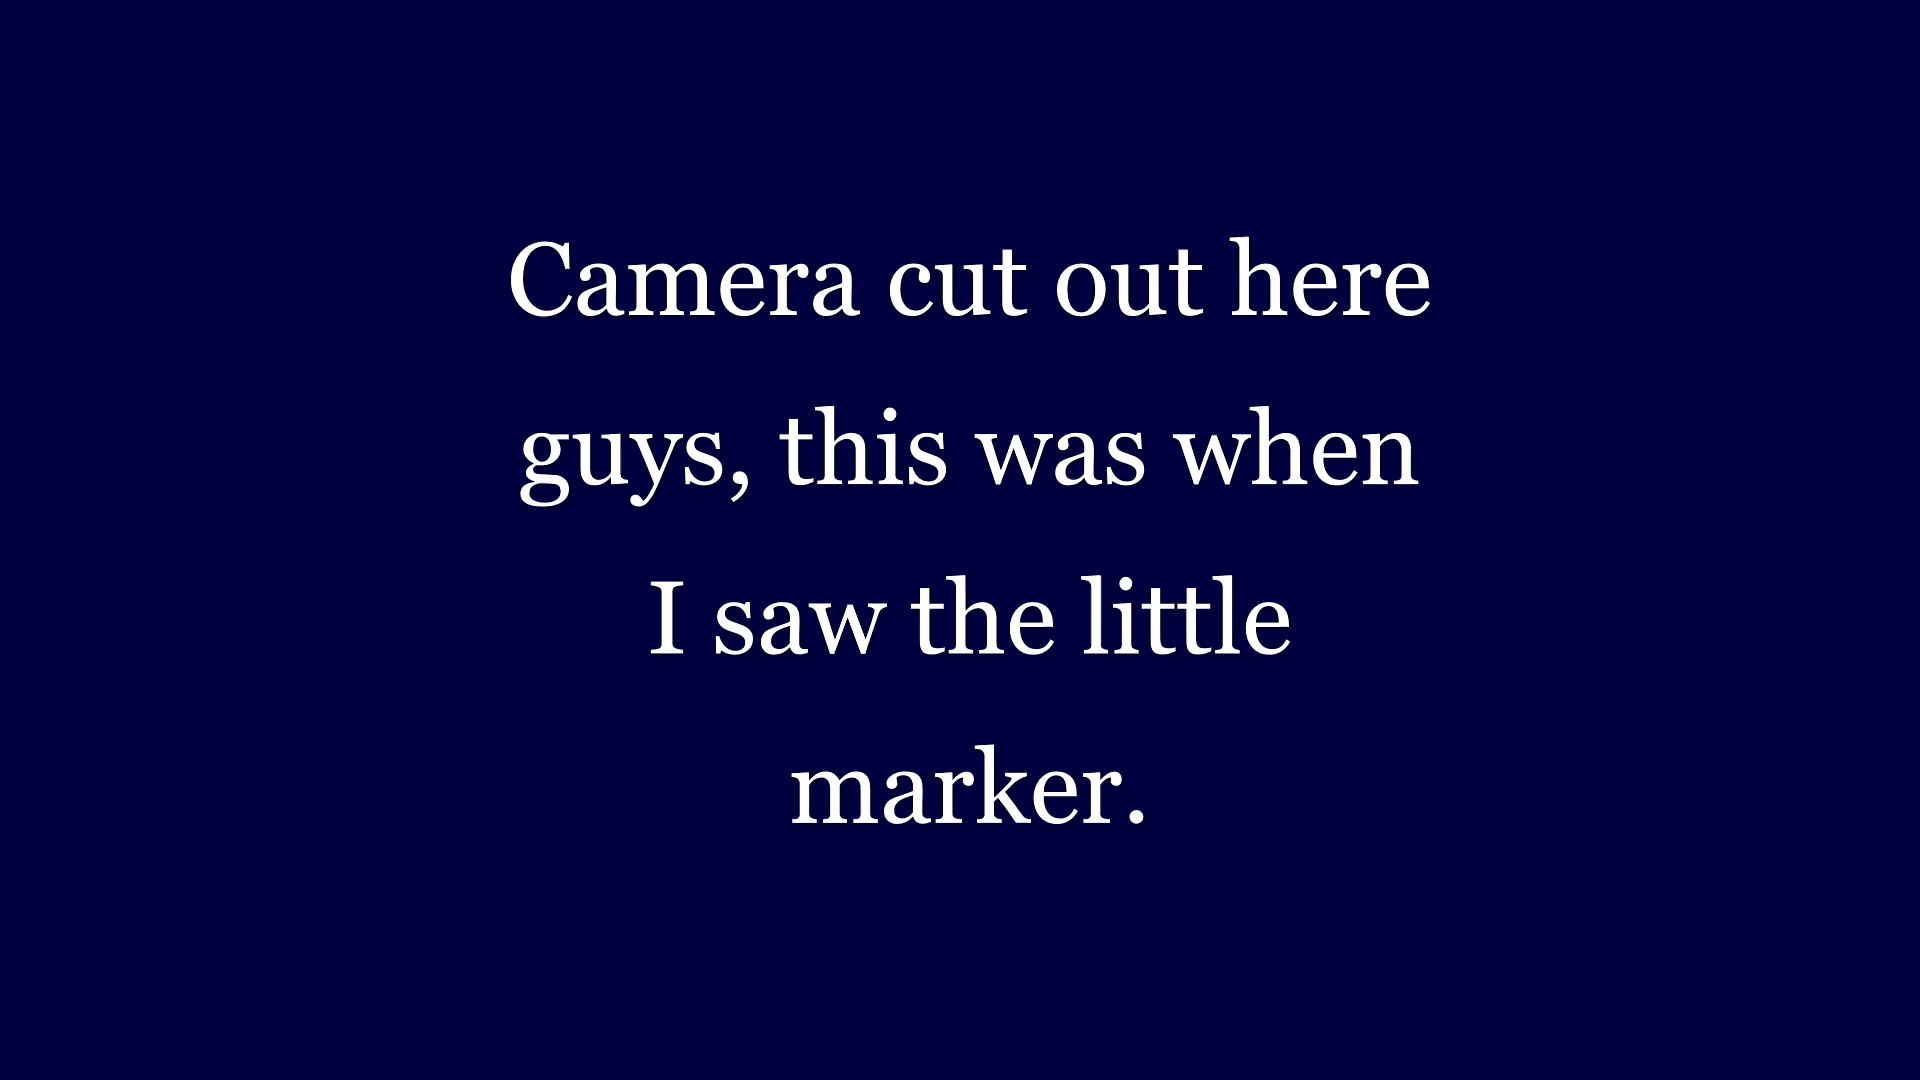 Camera cut out here
guys, this was when
I saw the little
marker.